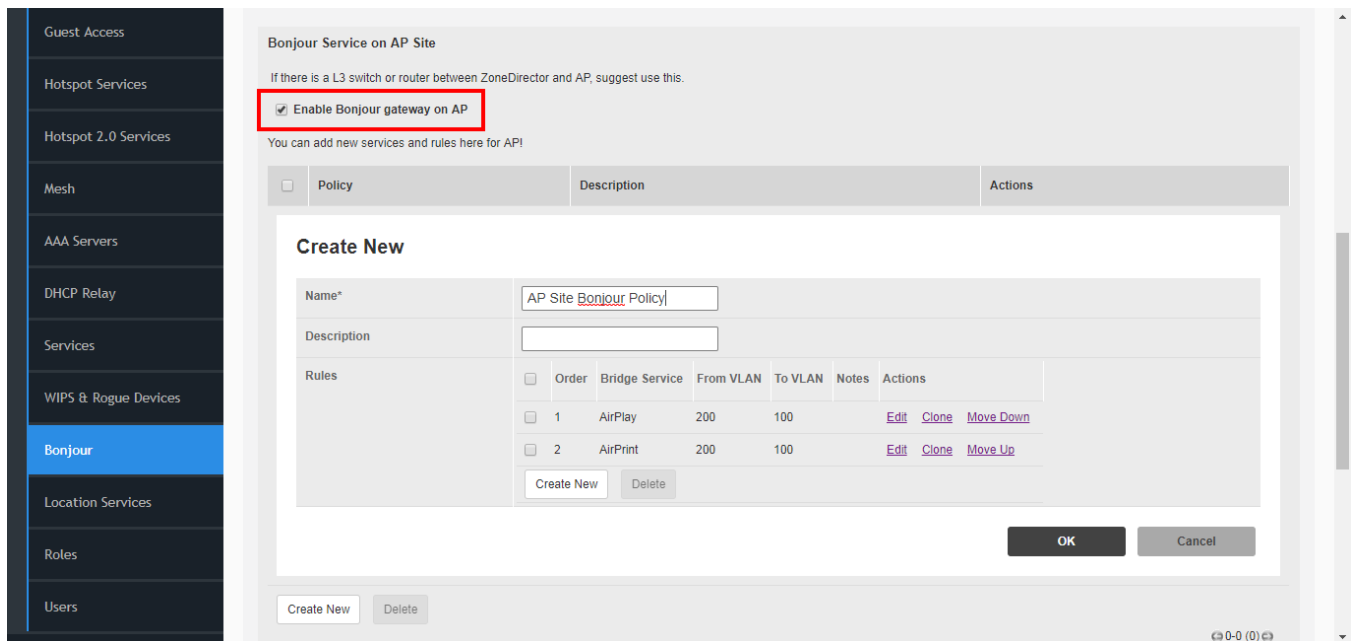 Guest Access
Hotspot Services
Hotspot 2.0 Services
Mesh
AAA Servers
DHCP Relay
Services
WIPS & Rogue Devices
Bonjour
Location Services
Roles
Users
Bonjour Service on AP Site
If there is a L3 switch or router between ZoneDirector and AP, suggest use this.
Enable Bonjour gateway on AP
You can add new services and rules here for AP!
Policy Description Actions
Create New
Name* AP Site Bonjour Policy
Description
Rules
Order Bridge Service From VLAN To VLAN Notes Actions
1 AirPlay 200 100 Edit Clone Move Down
2 AirPrint 200 100 Edit Clone Move Up
Create New Delete
OK Cancel
Create New Delete
0-0 (0)